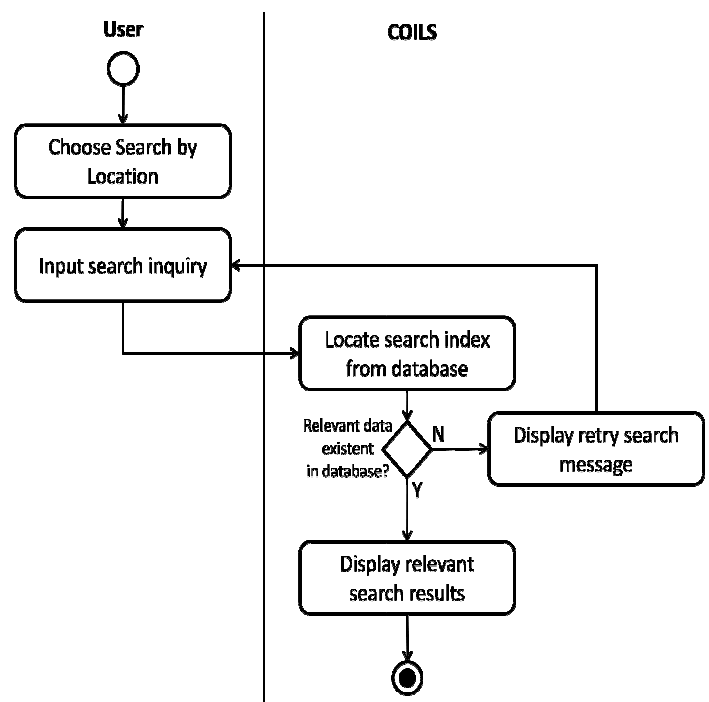 User
COILS
Choose Search by
Location
Input search inquiry
Locate search index
from database
Relevant data
existent
in database?
N
Y
Display retry search
message
Display relevant
search results